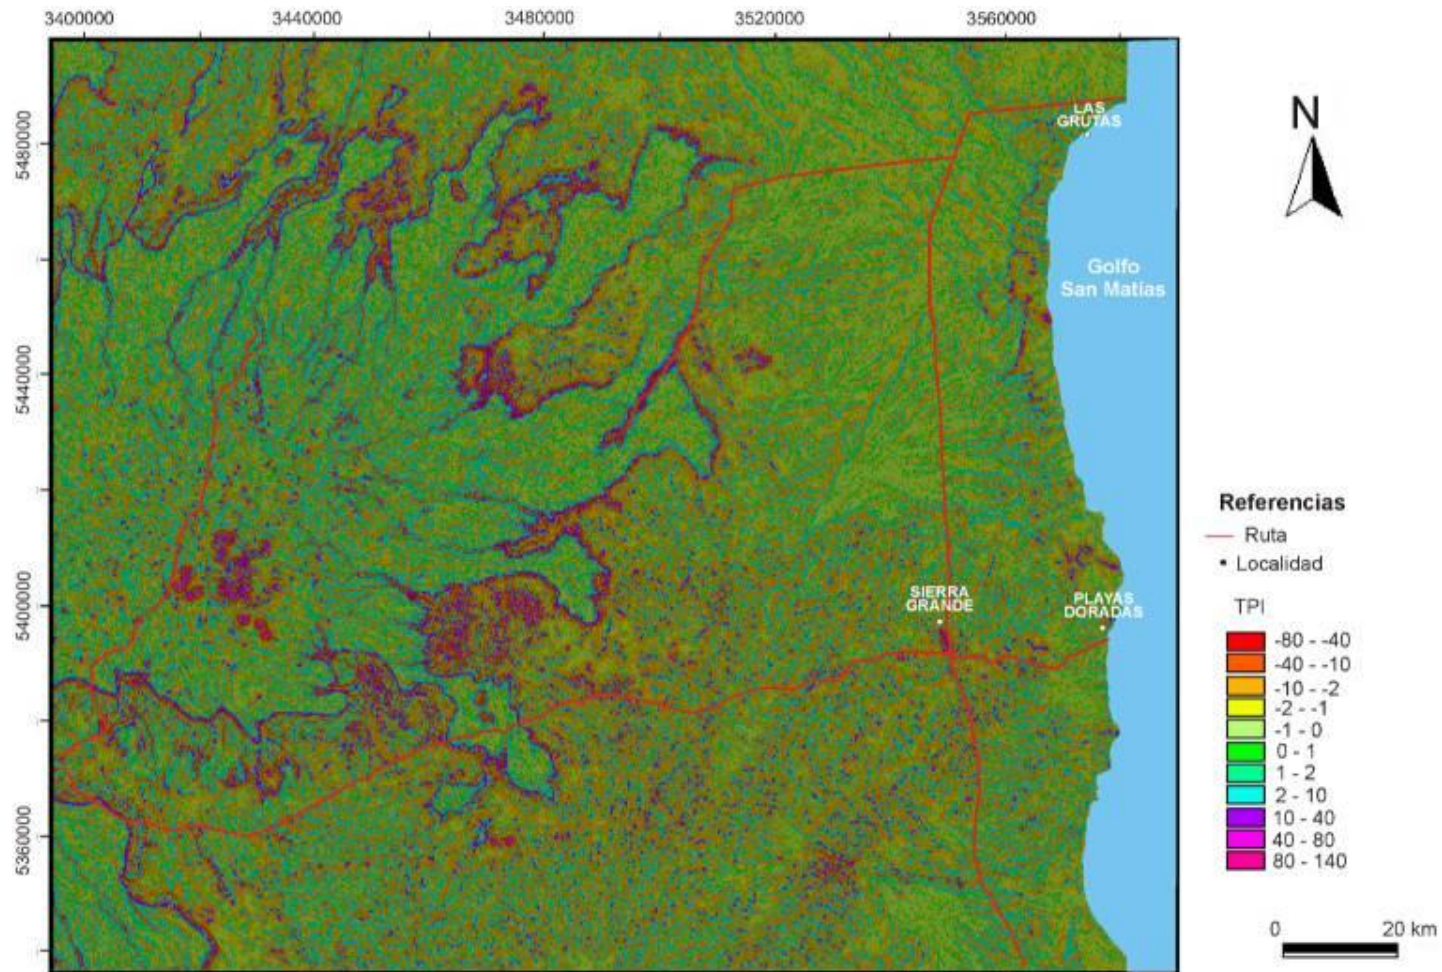 3400000
3440000
3480000
3520000
3560000
5480000
5440000
5400000
5360000
LAS
GRUTAS
Golfo
San Matias
SIERRA
GRANDE
PLAYAS
DORADAS
N
Referencias
Ruta
Localidad
TPI
-80 - -40
-40 - -10
-10 - -2
-2 - -1
-1 - 0
0 - 1
1 - 2
2 - 10
10 - 40
40 - 80
80 - 140
0 20 km